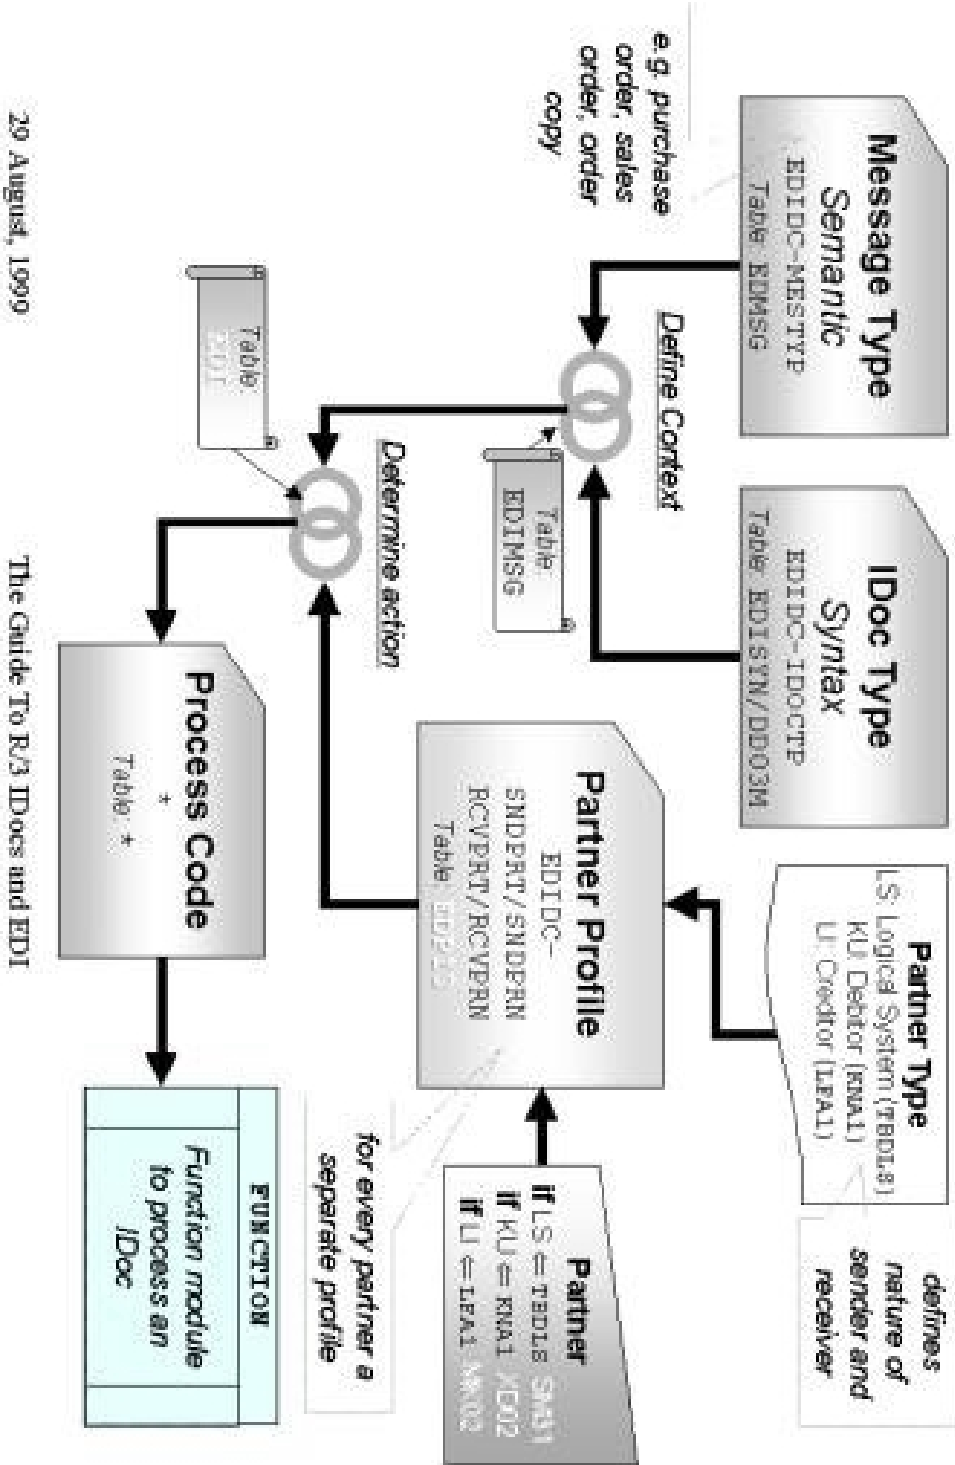 Message Type
Semantic
EDIDC-MESTYP
Table EDMSG
e.g. purchase
order, sales
order, order
copy
IDoc Type
Syntax
EDIDC-IDOCTP
Table EDISYN/DD03M
Partner Type
LS: Logical System (TBDLS)
KU: Debitor (KNA1)
LI: Creditor (LFA1)
defines
nature of
sender and
receiver
Define Context
Table:
EDIMSG
Partner Profile
EDIDC-
SNDPRT/SNDPRN
RCVPRT/RCVPRN
Table:
Partner
if LS ⇐ TBDLS SM31
if KU ⇐ KNA1 XD02
if LI ⇐ LFA1
for every partner a
separate profile
Determine action
Table:
Process Code
*
Table: *
FUNCTION
Function module
to process an
IDoc
29 August, 1999
The Guide To R/3 IDocs and EDI